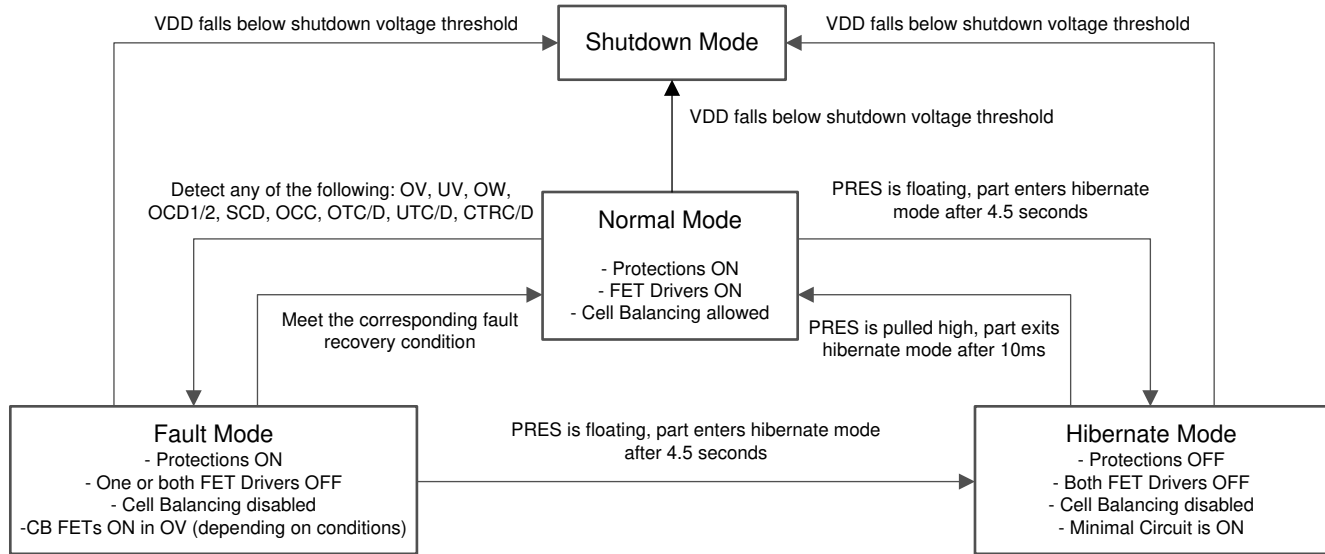 VDD falls below shutdown voltage threshold
VDD falls below shutdown voltage threshold
Shutdown Mode
VDD falls below shutdown voltage threshold
Detect any of the following: OV, UV, OW,
OCD1/2, SCD, OCC, OTC/D, UTC/D, CTRC/D
PRES is floating, part enters hibernate
mode after 4.5 seconds
Normal Mode
- Protections ON
- FET Drivers ON
- Cell Balancing allowed
Meet the corresponding fault
recovery condition
PRES is pulled high, part exits
hibernate mode after 10ms
Fault Mode
- Protections ON
- One or both FET Drivers OFF
- Cell Balancing disabled
-CB FETs ON in OV (depending on conditions)
PRES is floating, part enters hibernate mode
after 4.5 seconds
Hibernate Mode
- Protections OFF
- Both FET Drivers OFF
- Cell Balancing disabled
- Minimal Circuit is ON